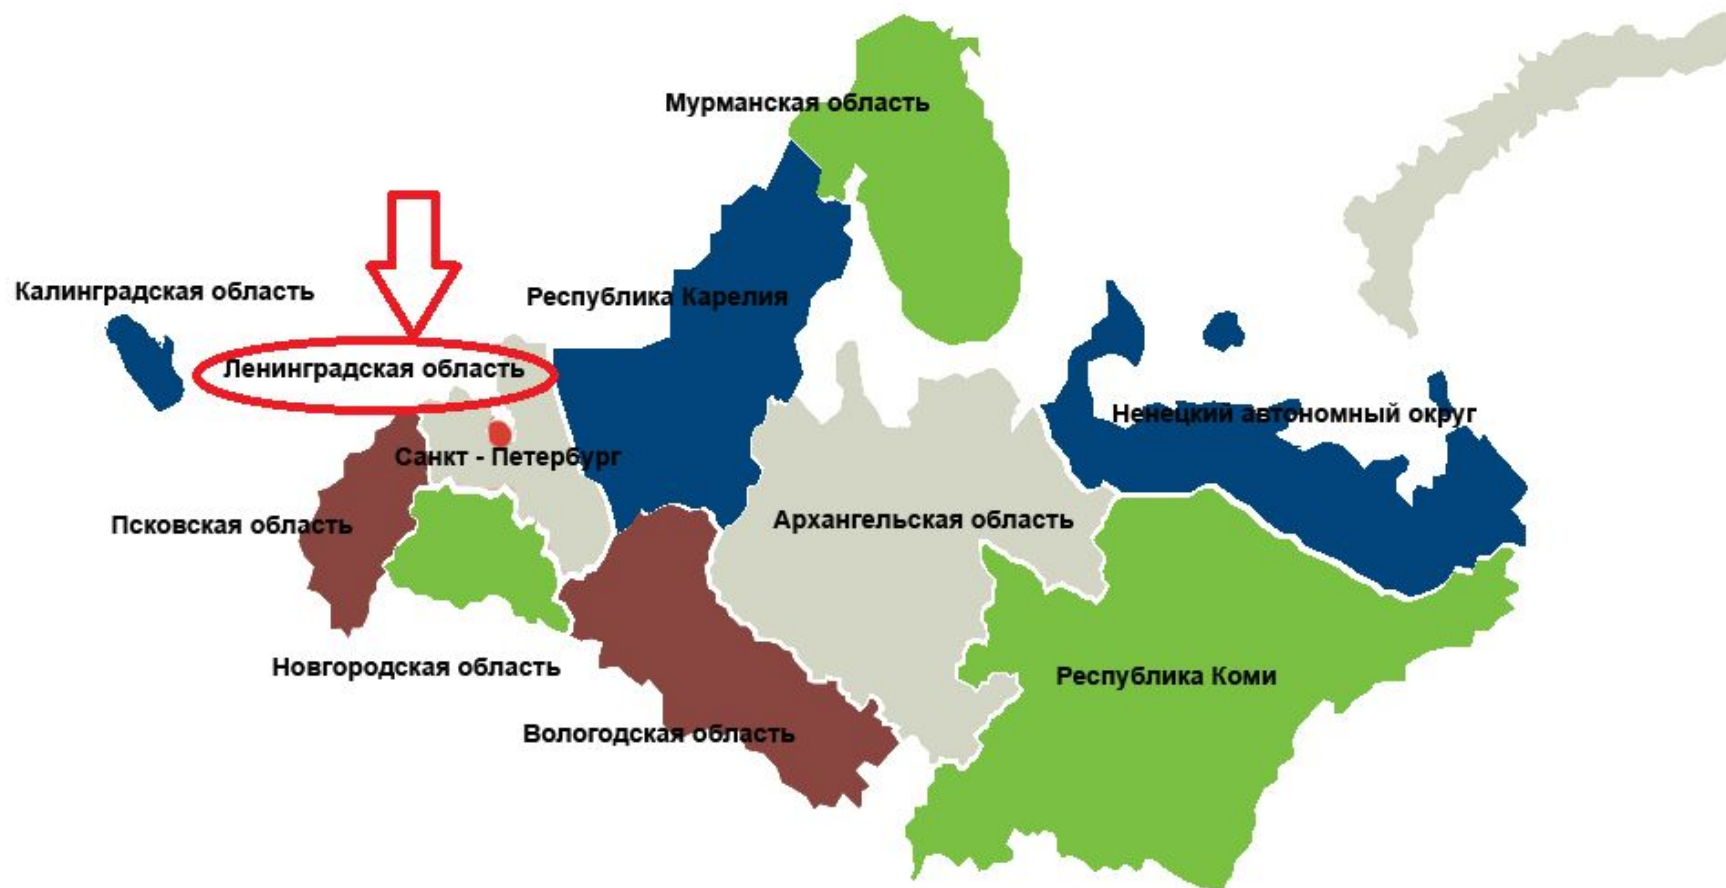 Мурманская область
Калинградская область
Республика Карелия
Ленинградская область
Ненецкий автономный округ
Санкт - Петербург
Псковская область
Архангельская область
Новгородская область
Республика Коми
Вологодская область